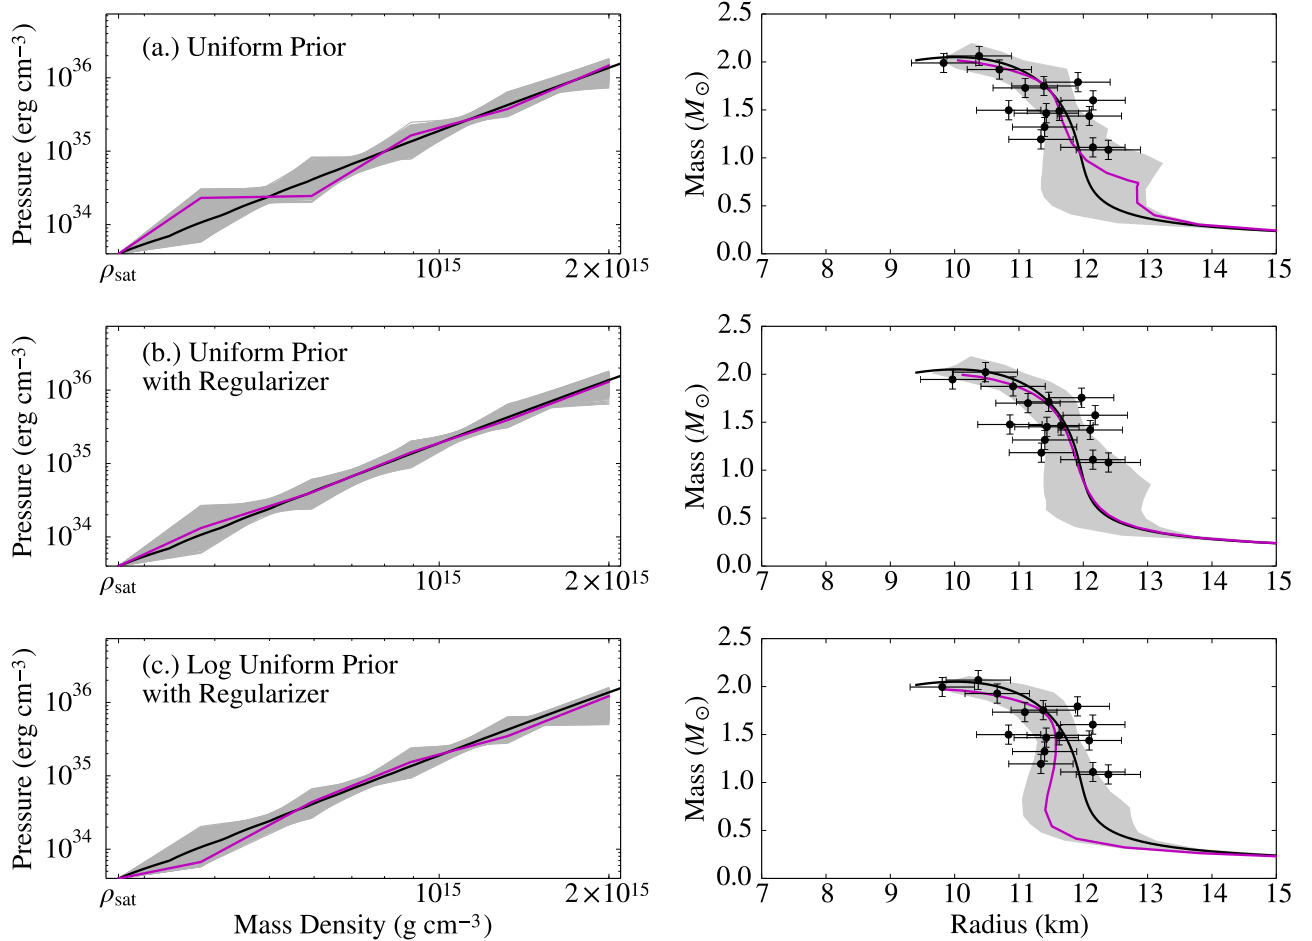 (a.) Uniform Prior
Pressure (erg cm⁻³)
10³⁶
10³⁵
10³⁴
ρsat
10¹⁵
2×10¹⁵
Mass (M⊙)
2.5
2.0
1.5
1.0
0.5
0.0
7 8 9 10 11 12 13 14 15
(b.) Uniform Prior
with Regularizer
Pressure (erg cm⁻³)
10³⁶
10³⁵
10³⁴
ρsat
10¹⁵
2×10¹⁵
Mass (M⊙)
2.5
2.0
1.5
1.0
0.5
0.0
7 8 9 10 11 12 13 14 15
(c.) Log Uniform Prior
with Regularizer
Pressure (erg cm⁻³)
10³⁶
10³⁵
10³⁴
ρsat
10¹⁵
2×10¹⁵
Mass Density (g cm⁻³)
Mass (M⊙)
2.5
2.0
1.5
1.0
0.5
0.0
7 8 9 10 11 12 13 14 15
Radius (km)